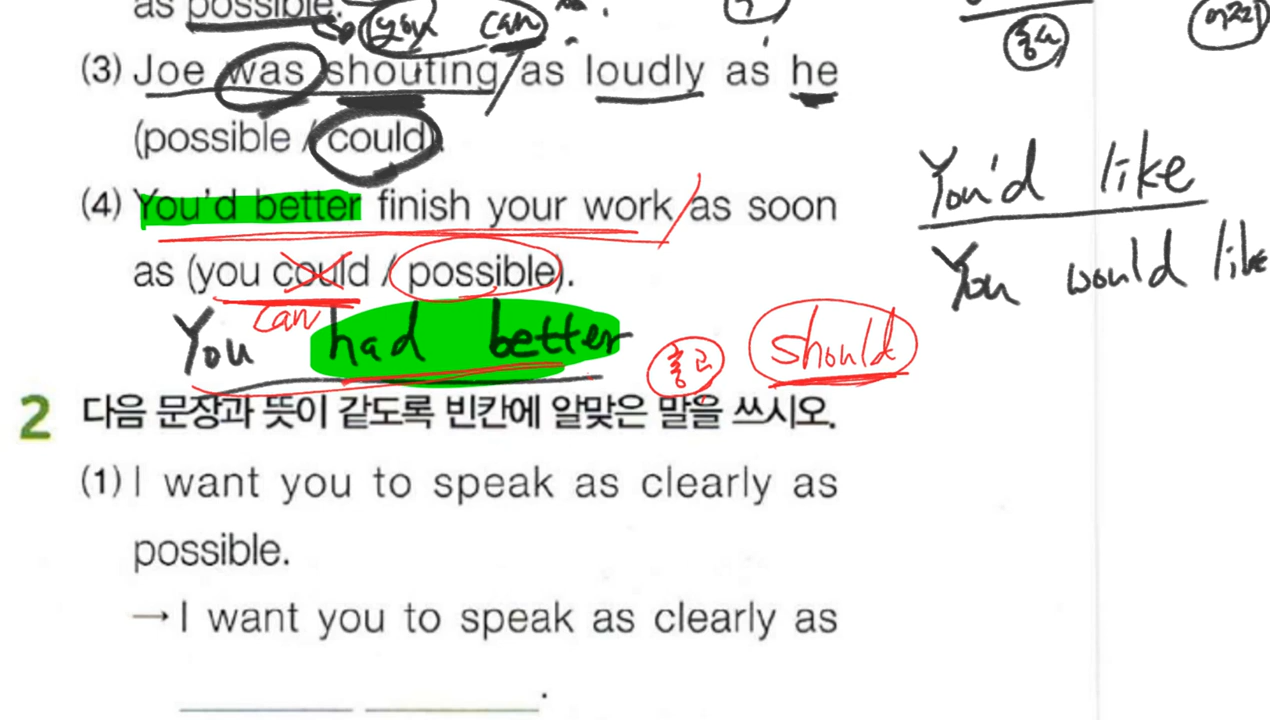 as possible.
you can
(3) Joe was shouting as loudly as he
(possible / could).
You'd like
(4) You'd better finish your work as soon
as (you could / possible).
You would like
can
You had better
충고
should
2 다음 문장과 뜻이 같도록 빈칸에 알맞은 말을 쓰시오.
(1) I want you to speak as clearly as
possible.
→ I want you to speak as clearly as
.